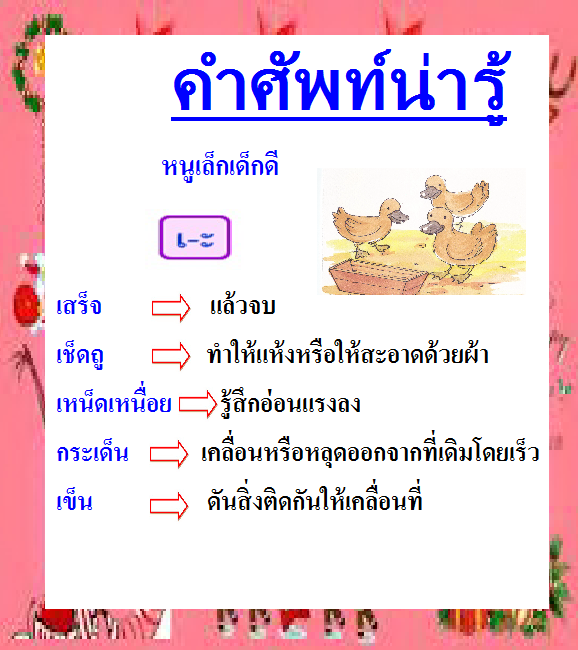 คำศัพท์น่ารู้
หนูเล็กเด็กดี
เ-ะ
เสร็จ แล้วจบ
เช็ดถู ทำให้แห้งหรือให้สะอาดด้วยผ้า
เหน็ดเหนื่อย รู้สึกอ่อนแรงลง
กระเด็น เคลื่อนหรือหลุดออกจากที่เดิมโดยเร็ว
เข็น ดันสิ่งติดกันให้เคลื่อนที่